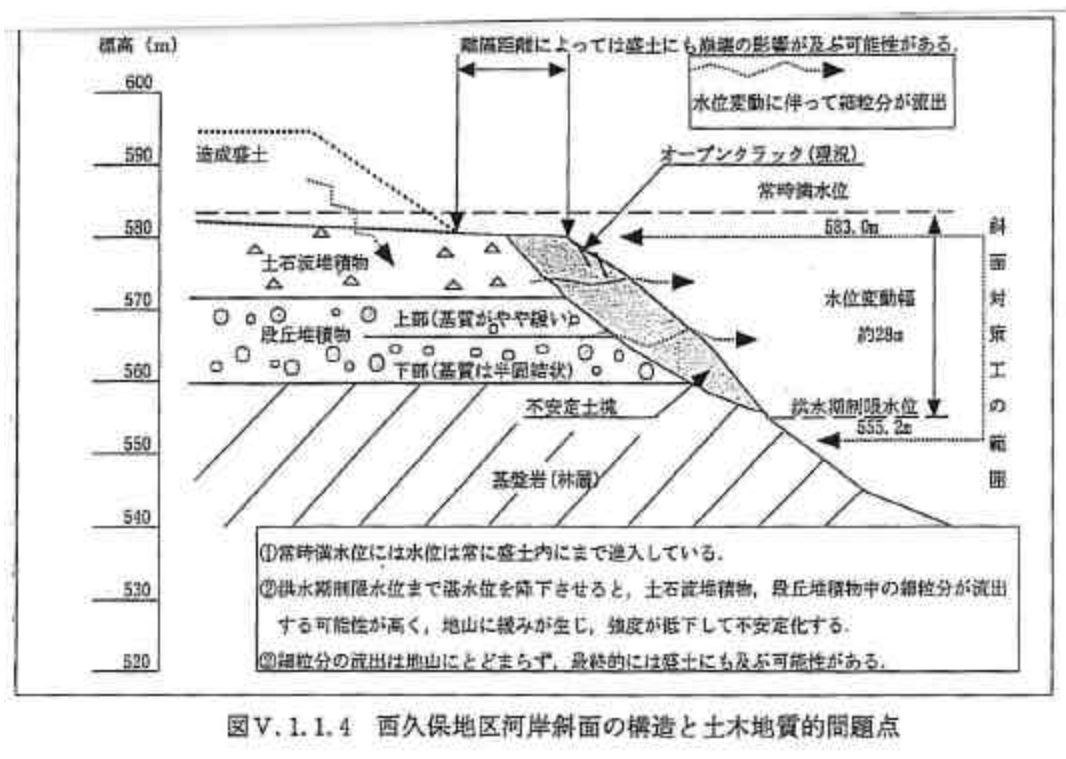 標高 (m)
離隔距離によっては盛土にも崩壊の影響が及ぶ可能性がある.
600
水位変動に伴って細粒分が流出
590
造成盛土
オープンクラック(現況)
常時満水位
580
583.0m
斜面対策工の範囲
土石流堆積物
570
上部(基質がやや緩い)
水位変動幅
約28m
段丘堆積物
560
下部(基質は半固結状)
不安定土塊
洪水期制限水位
555.2m
550
基盤岩(林層)
540
①常時満水位には水位は常に盛土内にまで進入している.
②洪水期制限水位まで湛水位を降下させると, 土石流堆積物, 段丘堆積物中の細粒分が流出
する可能性が高く, 地山に緩みが生じ, 強度が低下して不安定化する.
③細粒分の流出は地山にとどまらず, 最終的には盛土にも及ぶ可能性がある.
530
520
図Ⅴ.1.1.4 西久保地区河岸斜面の構造と土木地質的問題点